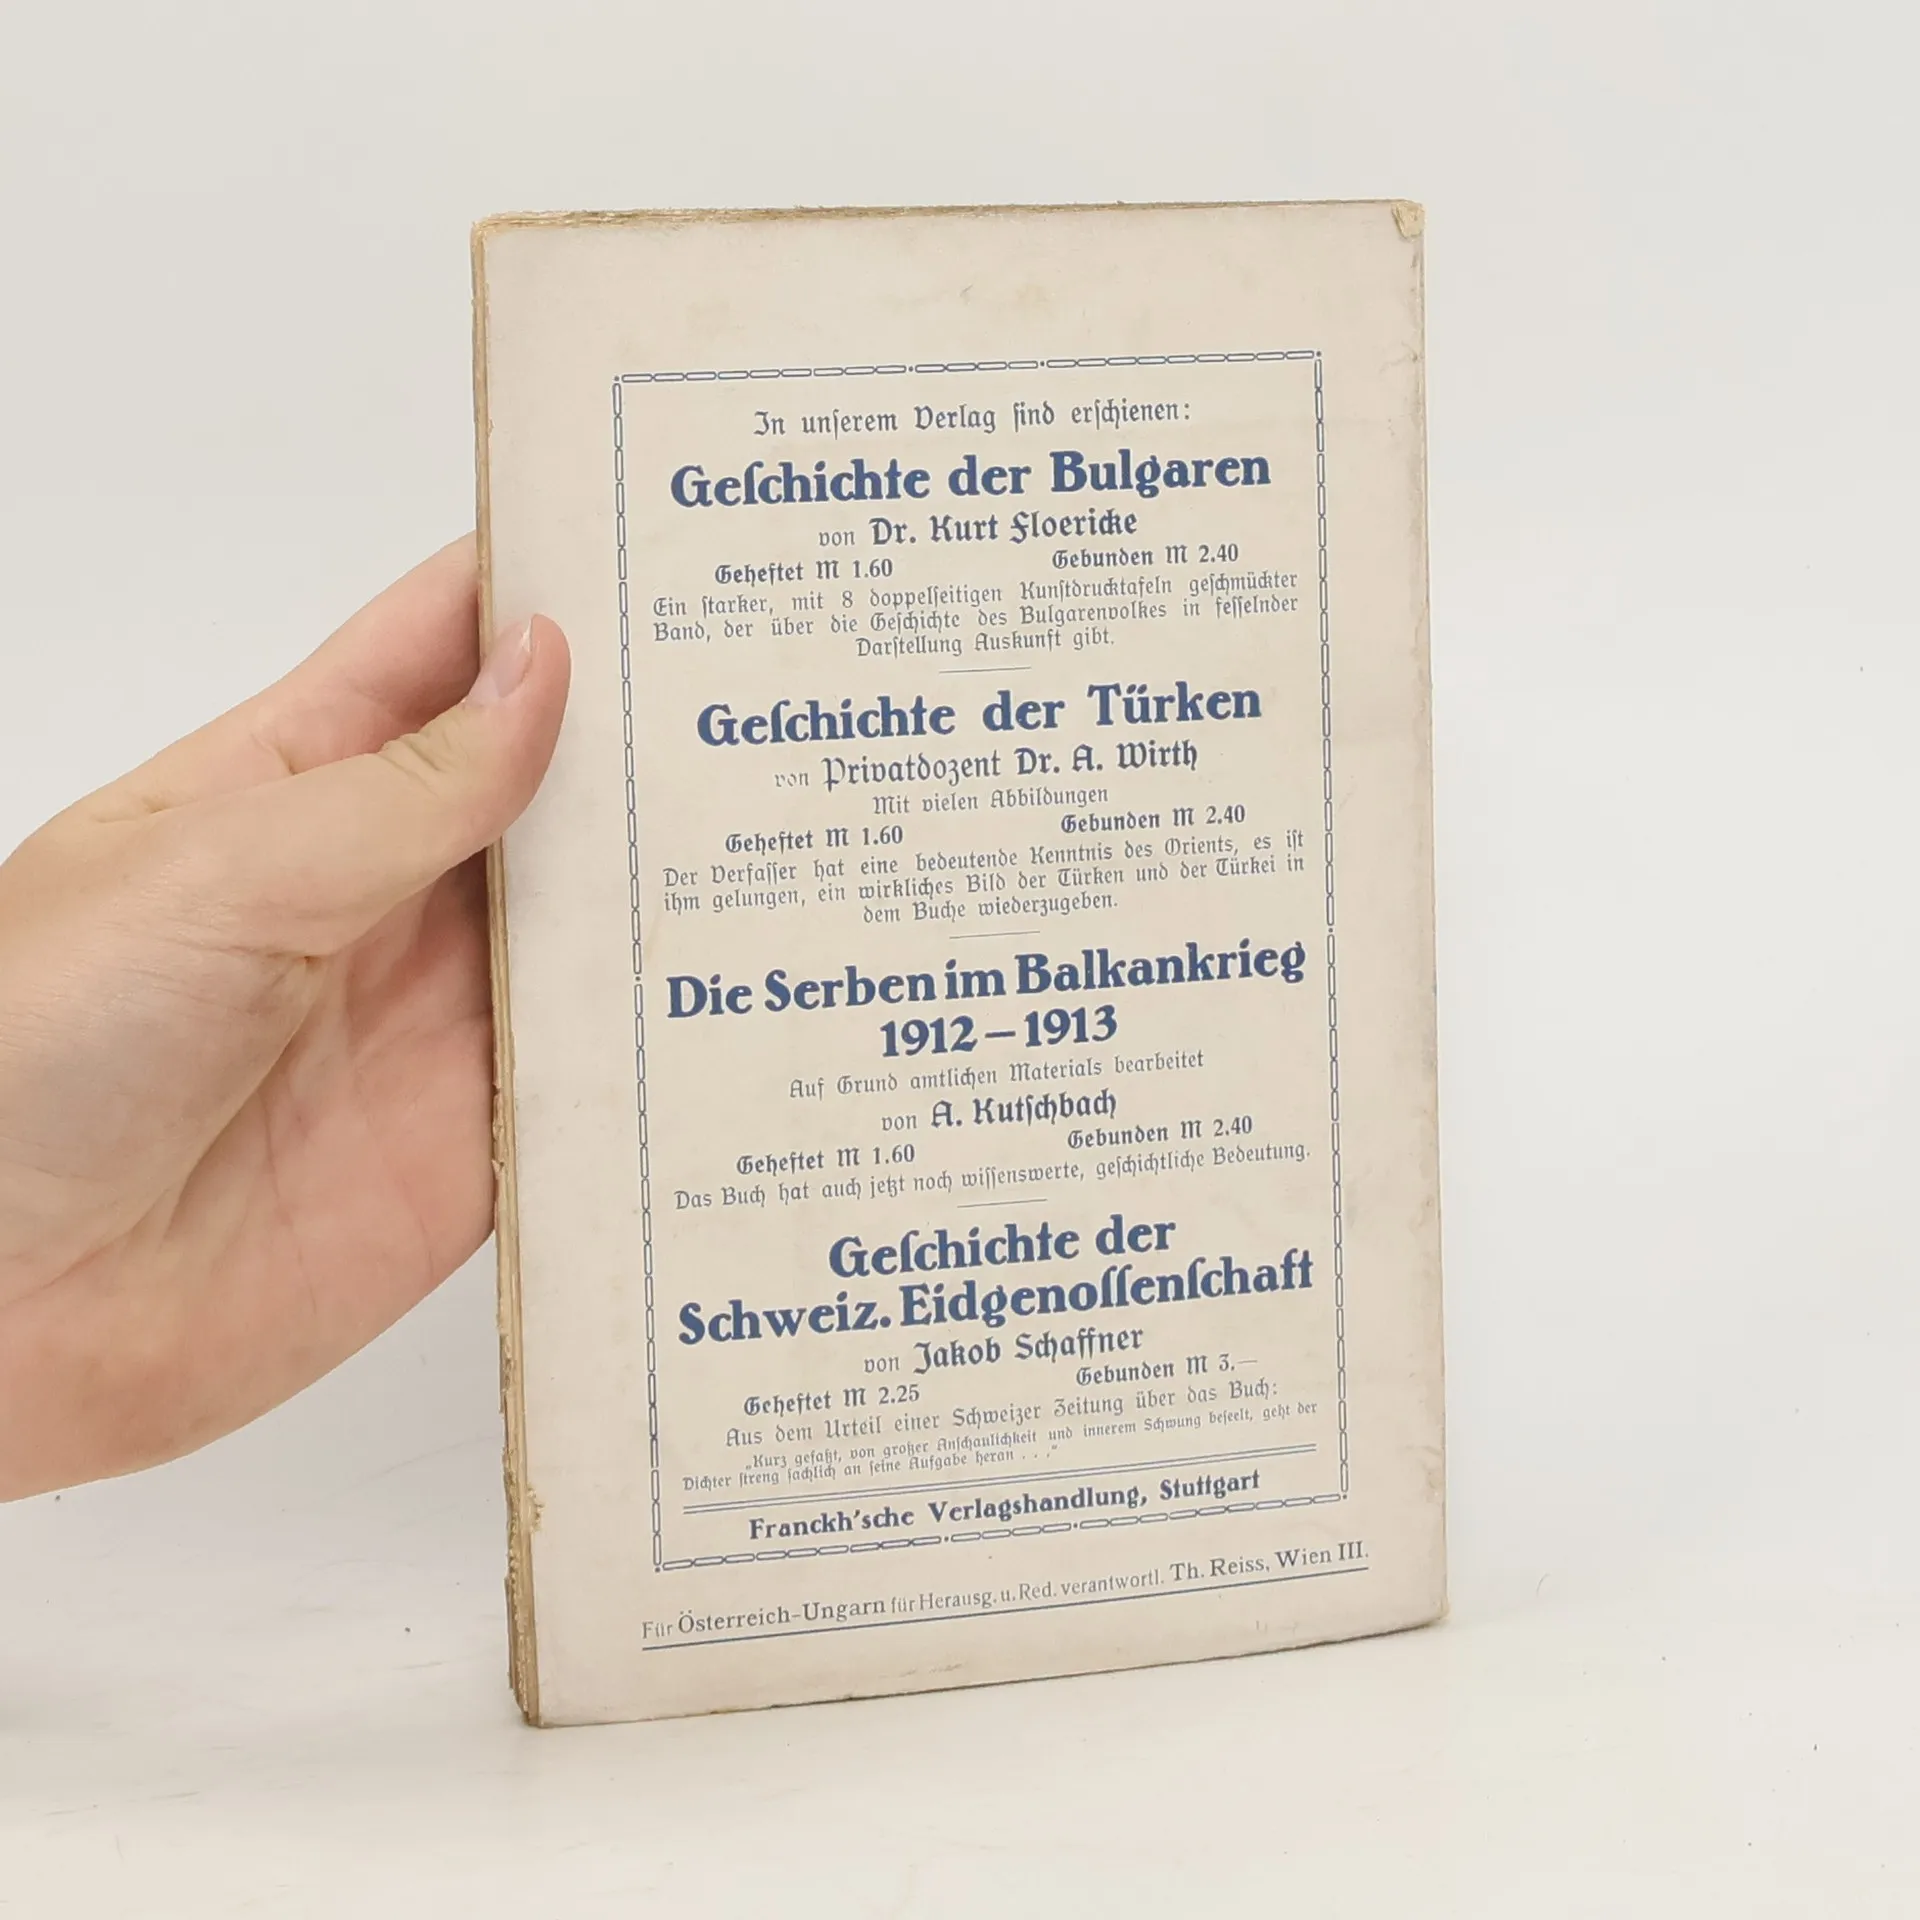 In unſerem Verlag ſind erſchienen:
Geſchichte der Bulgaren
von Dr. Kurt Floericke
Geheftet M 1.60 Gebunden M 2.40
Ein ſtarker, mit 8 doppelſeitigen Kunſtdrucktafeln geſchmückter
Band, der über die Geſchichte des Bulgarenvolkes in feſſelnder
Darſtellung Auskunft gibt.
Geſchichte der Türken
von Privatdozent Dr. A. Wirth
Mit vielen Abbildungen
Geheftet M 1.60 Gebunden M 2.40
Der Verfaſſer hat eine bedeutende Kenntnis des Orients, es iſt
ihm gelungen, ein wirkliches Bild der Türken und der Türkei in
dem Buche wiederzugeben.
Die Serben im Balkankrieg
1912–1913
Auf Grund amtlichen Materials bearbeitet
von A. Kutſchbach
Geheftet M 1.60 Gebunden M 2.40
Das Buch hat auch jetzt noch wiſſenswerte, geſchichtliche Bedeutung.
Geſchichte der
Schweiz. Eidgenoſſenſchaft
von Jakob Schaffner
Geheftet M 2.25 Gebunden M 3.—
Aus dem Urteil einer Schweizer Zeitung über das Buch:
„Kurz gefaßt, von großer Anſchaulichkeit und innerem Schwung beſeelt, geht der
Dichter ſtreng ſachlich an ſeine Aufgabe heran . . .“
Franckh'sche Verlagshandlung, Stuttgart
Für Österreich-Ungarn für Herausg. u. Red. verantwortl. Th. Reiss, Wien III.